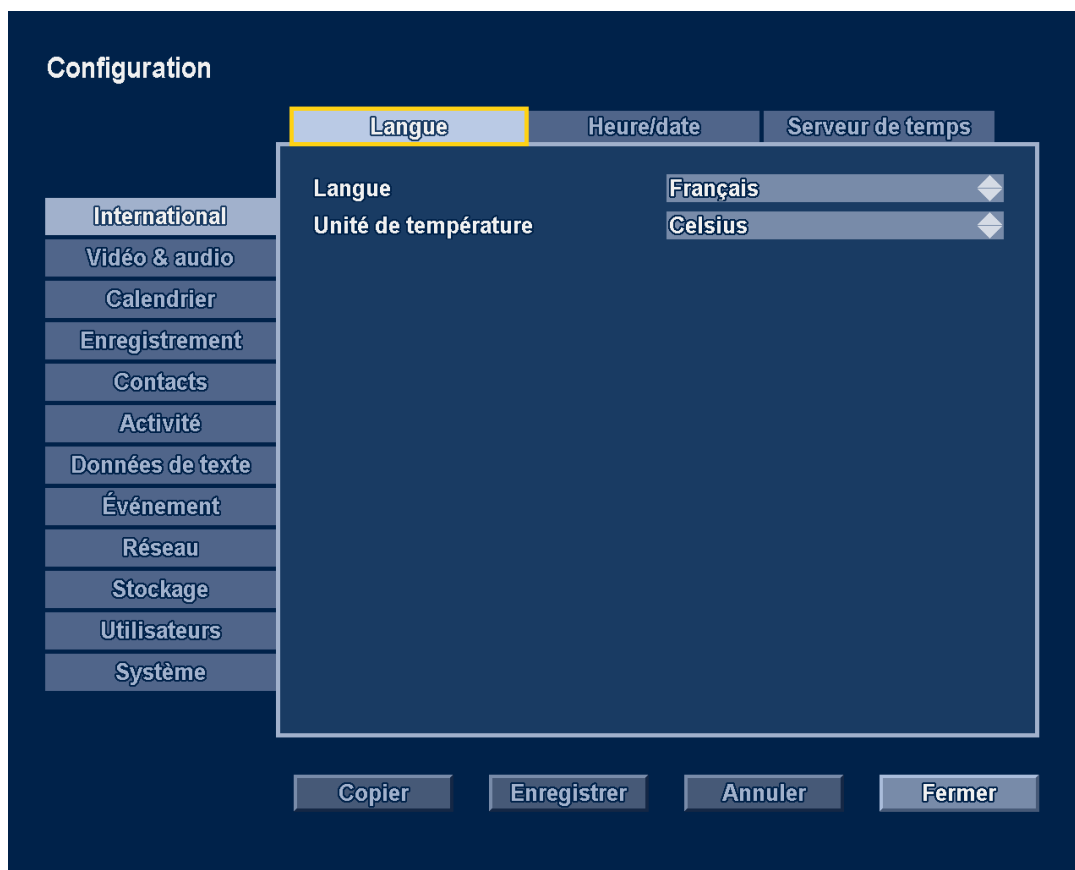 Configuration
Langue
Heure/date
Serveur de temps
Langue Français
Unité de température Celsius
International
Vidéo & audio
Calendrier
Enregistrement
Contacts
Activité
Données de texte
Événement
Réseau
Stockage
Utilisateurs
Système
Copier
Enregistrer
Annuler
Fermer